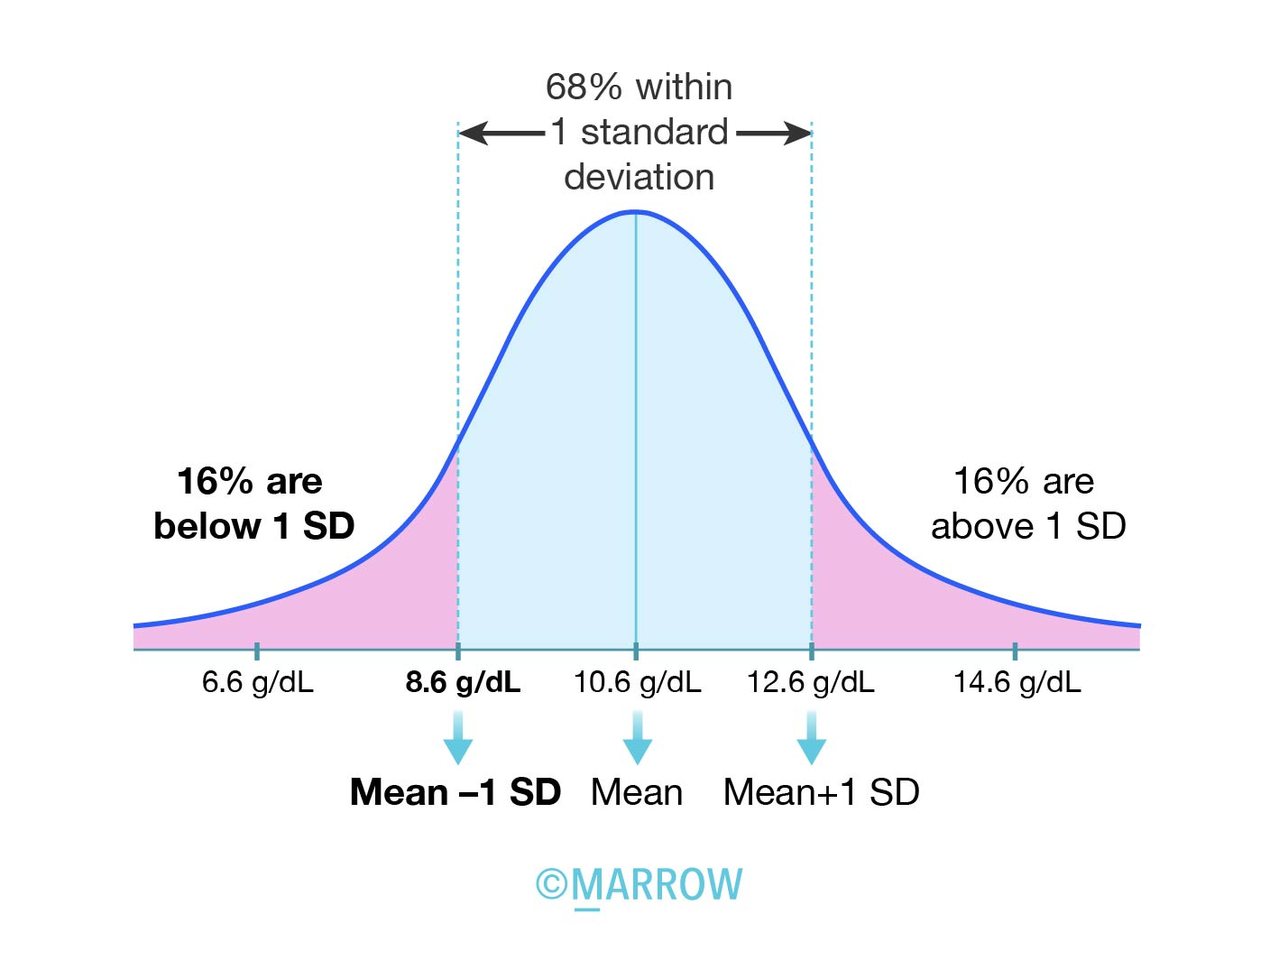 68% within
1 standard
deviation
16% are
below 1 SD
16% are
above 1 SD
6.6 g/dL
8.6 g/dL
10.6 g/dL
12.6 g/dL
14.6 g/dL
Mean –1 SD
Mean
Mean+1 SD
©MARROW